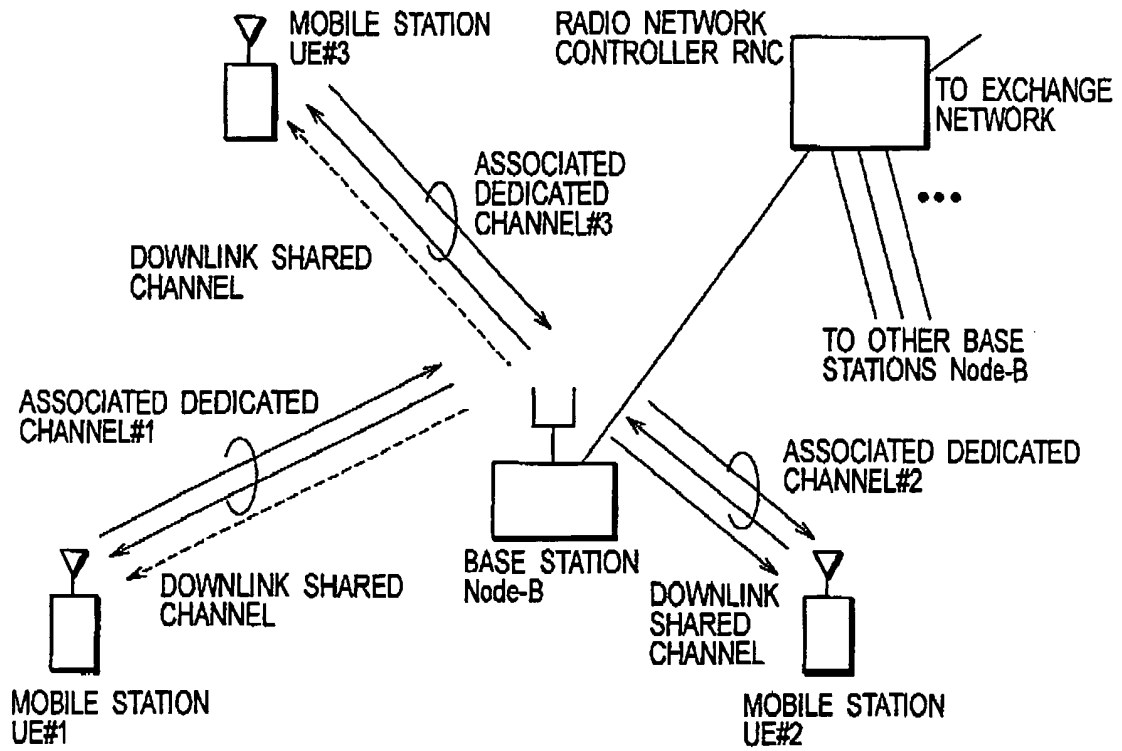 MOBILE STATION
UE#3
RADIO NETWORK
CONTROLLER RNC
TO EXCHANGE
NETWORK
ASSOCIATED
DEDICATED
CHANNEL#3
DOWNLINK SHARED
CHANNEL
TO OTHER BASE
STATIONS Node-B
ASSOCIATED DEDICATED
CHANNEL#1
ASSOCIATED DEDICATED
CHANNEL#2
BASE STATION
Node-B
DOWNLINK SHARED
CHANNEL
DOWNLINK
SHARED
CHANNEL
MOBILE STATION
UE#1
MOBILE STATION
UE#2